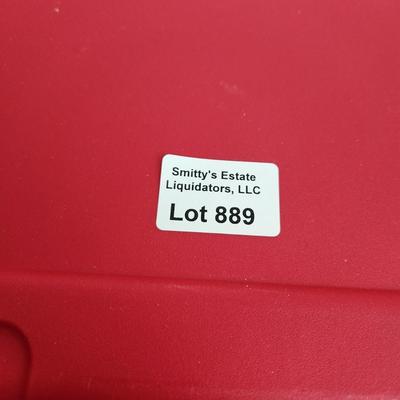 Smitty's Estate
Liquidators, LLC
Lot 889